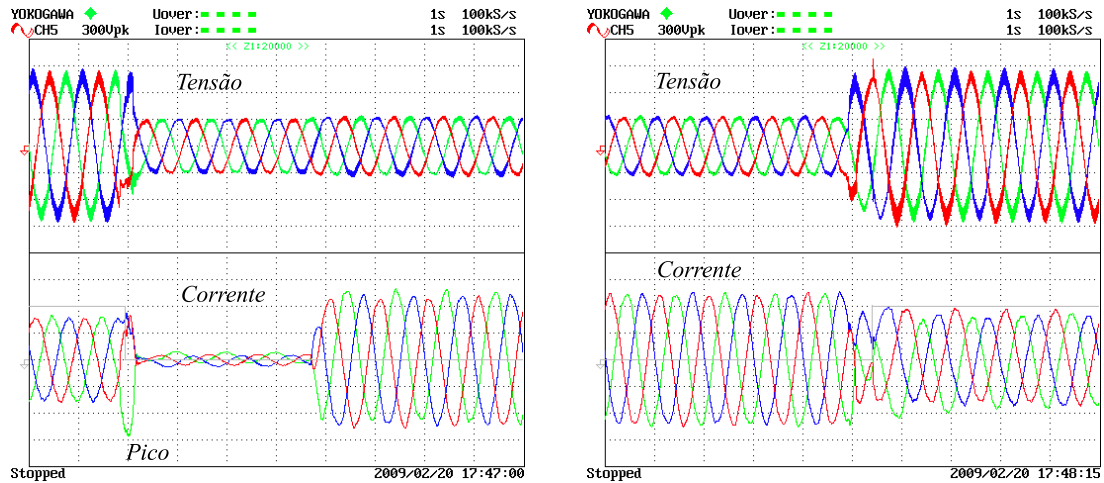 YOKOGAWA ◆ Uover: 1s 100kS/s
CH5 300Vpk Iover: 1s 100kS/s
<< Z1:20000 >>
Tensão
Corrente
Pico
Stopped 2009/02/20 17:47:00
YOKOGAWA ◆ Uover: 1s 100kS/s
CH5 300Vpk Iover: 1s 100kS/s
<< Z1:20000 >>
Tensão
Corrente
Stopped 2009/02/20 17:48:15